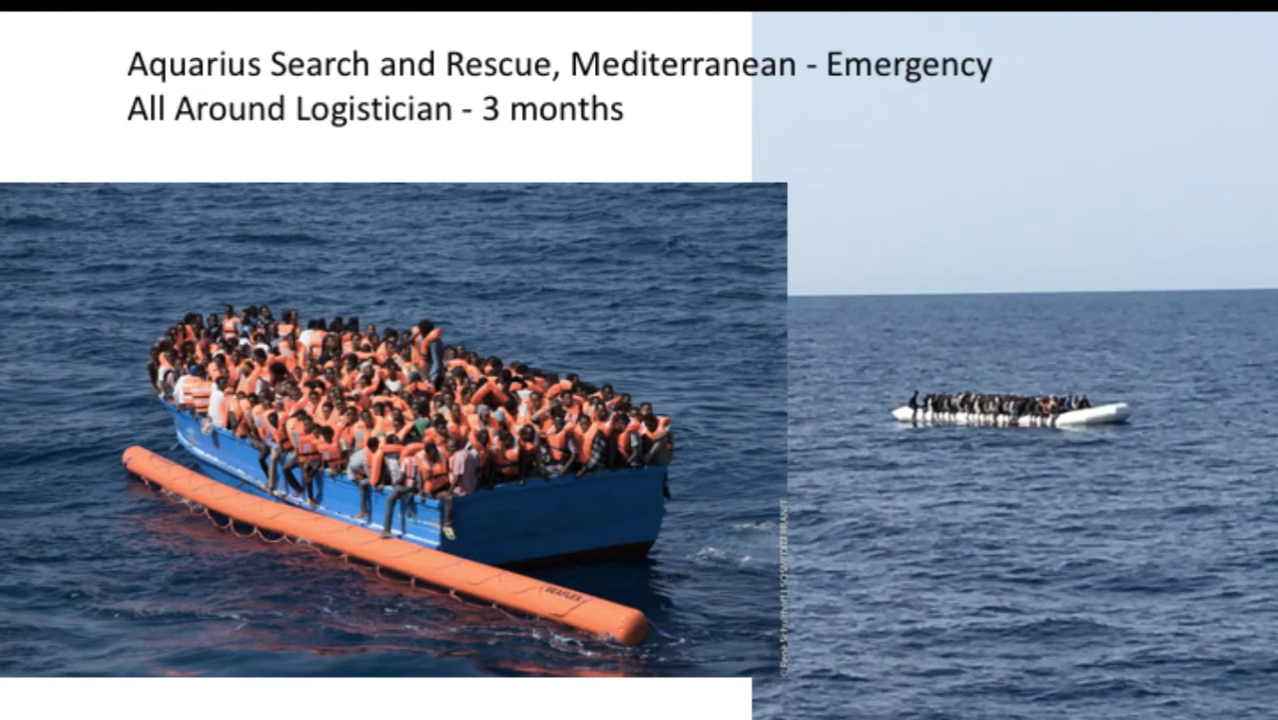 Aquarius Search and Rescue, Mediterranean - Emergency
All Around Logistician - 3 months